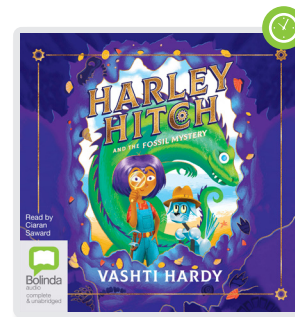 HARLEY
HITCH
AND THE FOSSIL MYSTERY
Read by
Ciaran
Saward
Bolinda
audio
complete
& unabridged
VASHTI HARDY